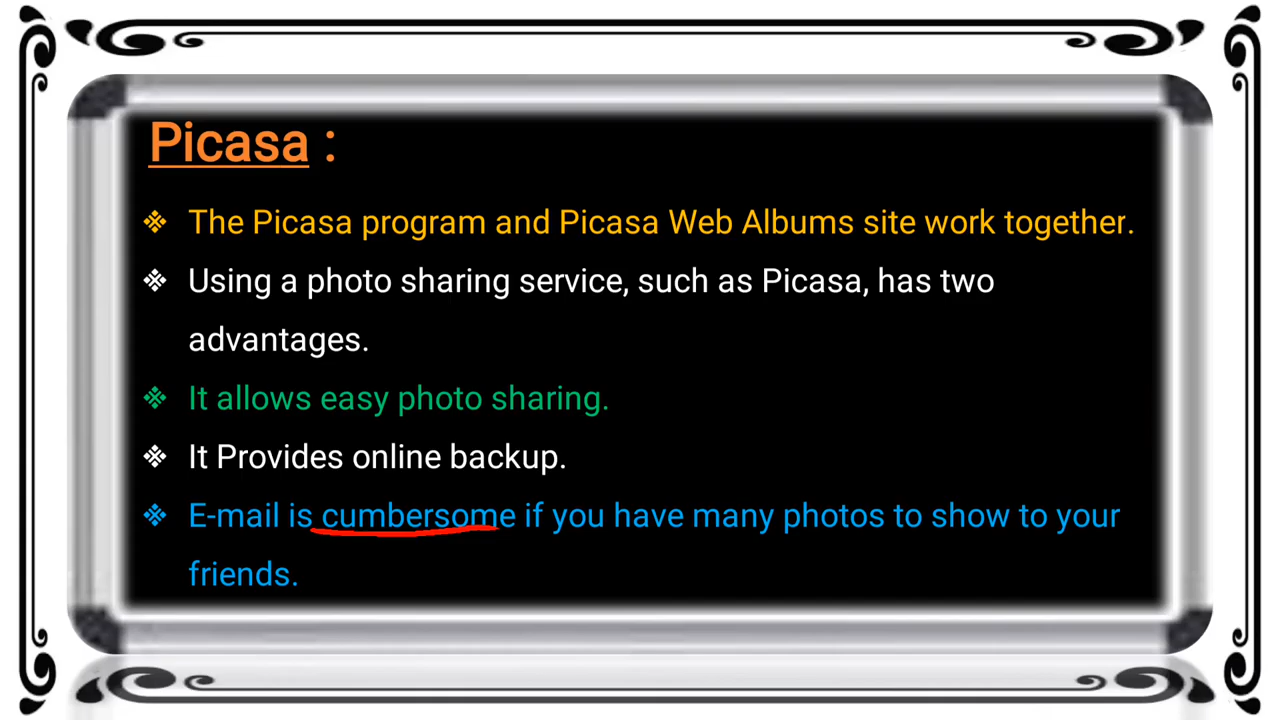 Picasa :
❖ The Picasa program and Picasa Web Albums site work together.
❖ Using a photo sharing service, such as Picasa, has two
advantages.
❖ It allows easy photo sharing.
❖ It Provides online backup.
❖ E-mail is cumbersome if you have many photos to show to your
friends.